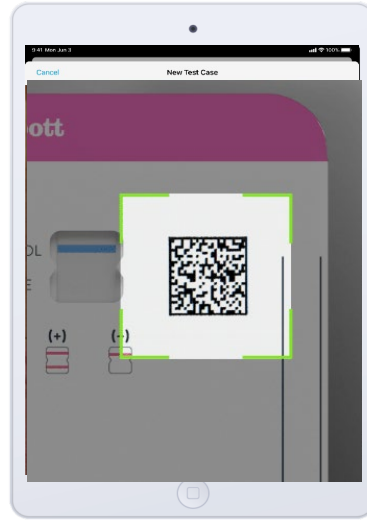 9:41 Mon Jun 3
100%
Cancel
New Test Case
ott
OL
E
(+)
(-)